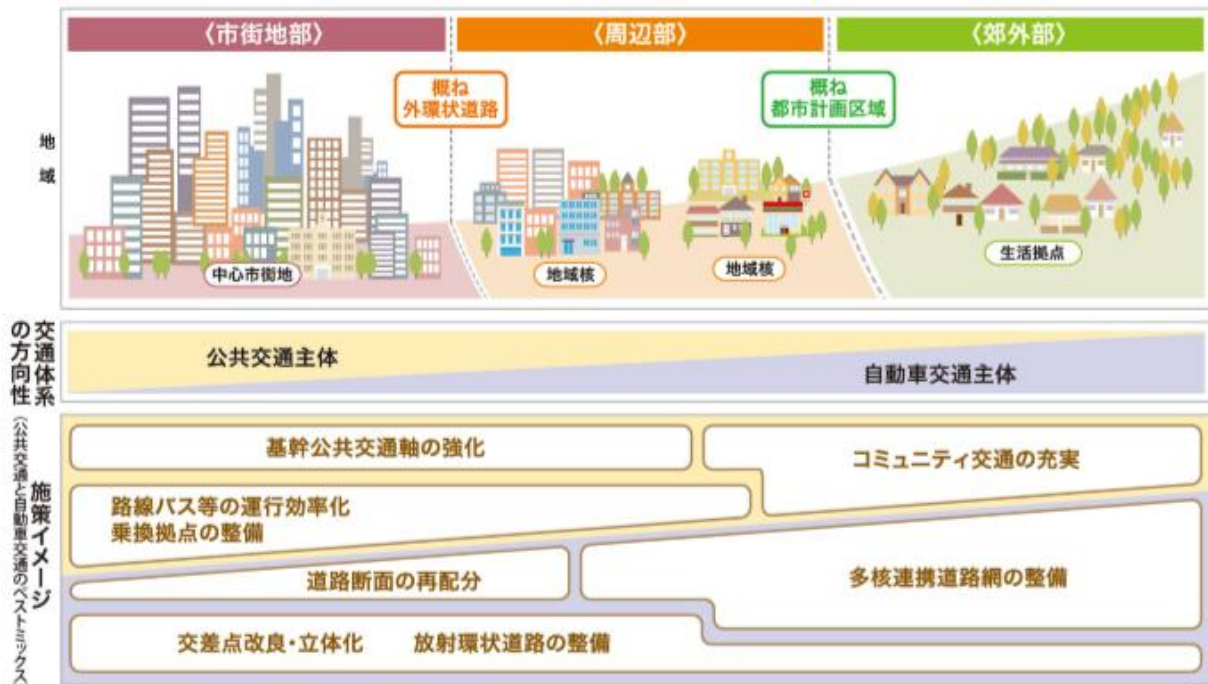 〈市街地部〉
〈周辺部〉
〈郊外部〉
概ね
外環状道路
概ね
都市計画区域
地域
中心市街地
地域核
地域核
生活拠点
交通体系
の方向性
公共交通主体
自動車交通主体
施策イメージ
(公共交通と自動車交通のベストミックス
基幹公共交通軸の強化
コミュニティ交通の充実
路線バス等の運行効率化
乗換拠点の整備
道路断面の再配分
多核連携道路網の整備
交差点改良・立体化
放射環状道路の整備